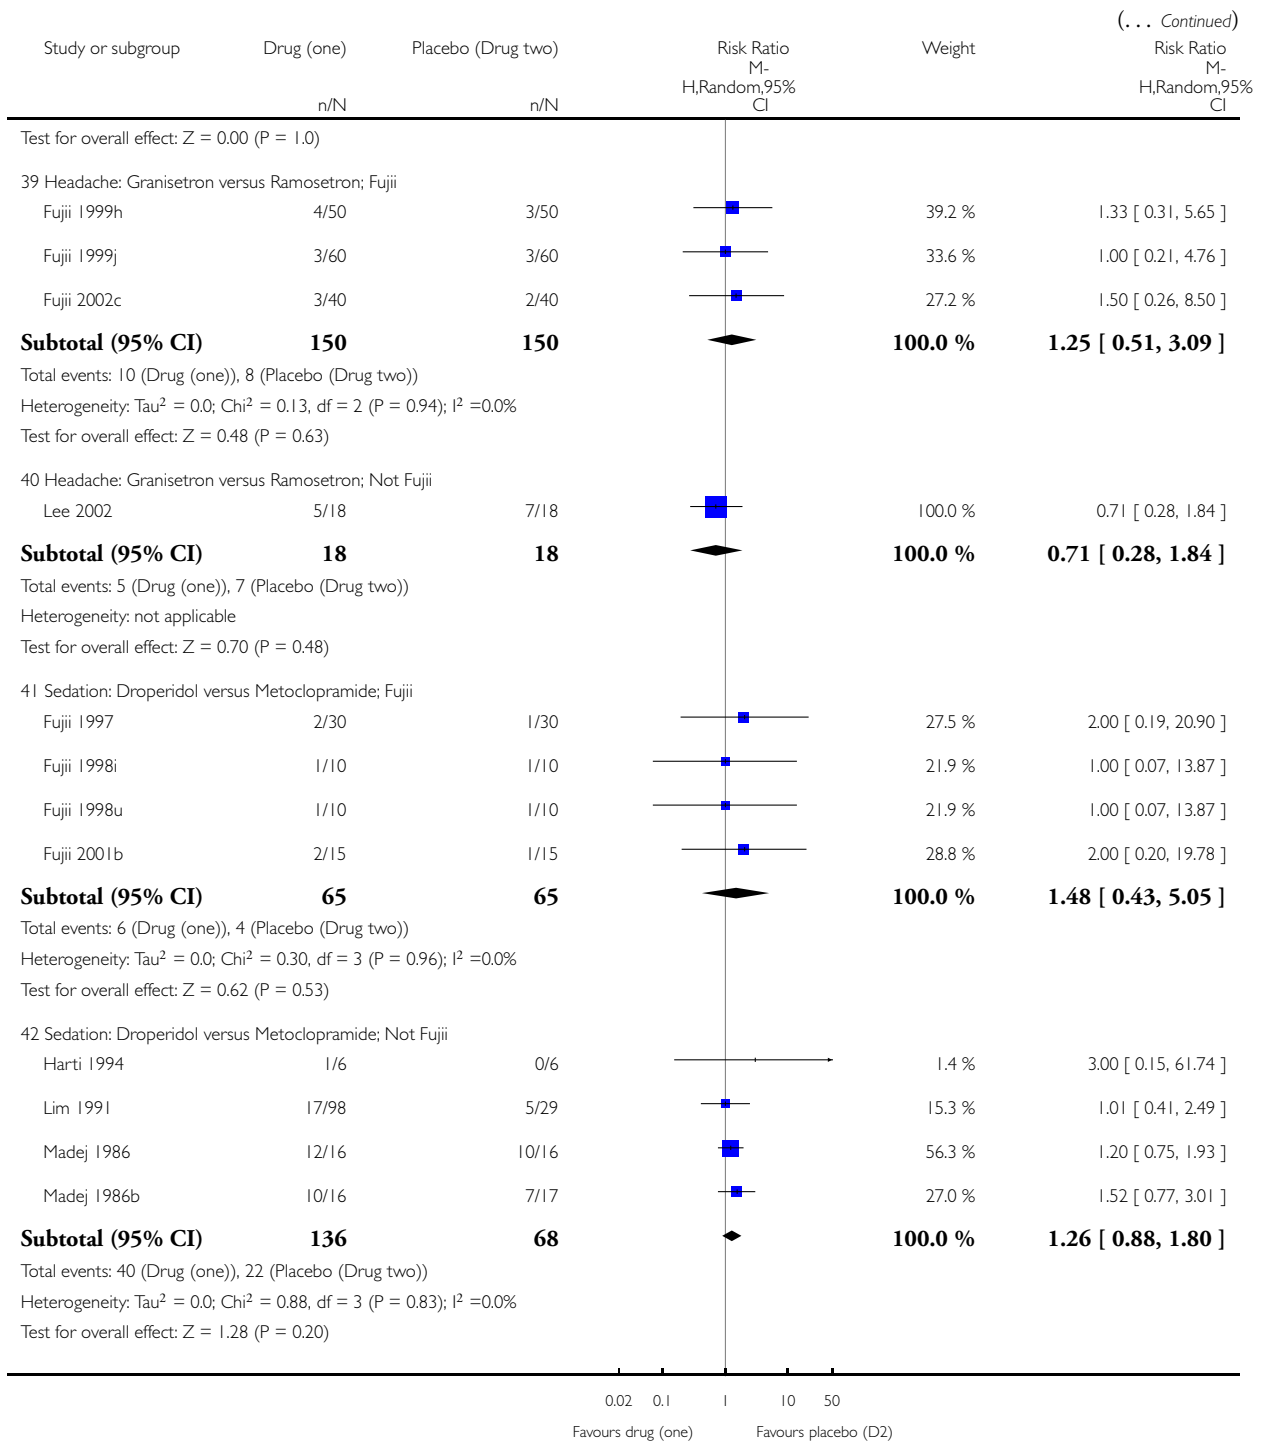 (... Continued)
Study or subgroup Drug (one) Placebo (Drug two) Risk Ratio Weight Risk Ratio
M- M-
H,Random,95% H,Random,95%
n/N n/N CI CI
Test for overall effect: Z = 0.00 (P = 1.0)
39 Headache: Granisetron versus Ramosetron; Fujii
Fujii 1999h 4/50 3/50 39.2 % 1.33 [ 0.31, 5.65 ]
Fujii 1999j 3/60 3/60 33.6 % 1.00 [ 0.21, 4.76 ]
Fujii 2002c 3/40 2/40 27.2 % 1.50 [ 0.26, 8.50 ]
Subtotal (95% CI) 150 150 100.0 % 1.25 [ 0.51, 3.09 ]
Total events: 10 (Drug (one)), 8 (Placebo (Drug two))
Heterogeneity: Tau² = 0.0; Chi² = 0.13, df = 2 (P = 0.94); I² =0.0%
Test for overall effect: Z = 0.48 (P = 0.63)
40 Headache: Granisetron versus Ramosetron; Not Fujii
Lee 2002 5/18 7/18 100.0 % 0.71 [ 0.28, 1.84 ]
Subtotal (95% CI) 18 18 100.0 % 0.71 [ 0.28, 1.84 ]
Total events: 5 (Drug (one)), 7 (Placebo (Drug two))
Heterogeneity: not applicable
Test for overall effect: Z = 0.70 (P = 0.48)
41 Sedation: Droperidol versus Metoclopramide; Fujii
Fujii 1997 2/30 1/30 27.5 % 2.00 [ 0.19, 20.90 ]
Fujii 1998i 1/10 1/10 21.9 % 1.00 [ 0.07, 13.87 ]
Fujii 1998u 1/10 1/10 21.9 % 1.00 [ 0.07, 13.87 ]
Fujii 2001b 2/15 1/15 28.8 % 2.00 [ 0.20, 19.78 ]
Subtotal (95% CI) 65 65 100.0 % 1.48 [ 0.43, 5.05 ]
Total events: 6 (Drug (one)), 4 (Placebo (Drug two))
Heterogeneity: Tau² = 0.0; Chi² = 0.30, df = 3 (P = 0.96); I² =0.0%
Test for overall effect: Z = 0.62 (P = 0.53)
42 Sedation: Droperidol versus Metoclopramide; Not Fujii
Harti 1994 1/6 0/6 1.4 % 3.00 [ 0.15, 61.74 ]
Lim 1991 17/98 5/29 15.3 % 1.01 [ 0.41, 2.49 ]
Madej 1986 12/16 10/16 56.3 % 1.20 [ 0.75, 1.93 ]
Madej 1986b 10/16 7/17 27.0 % 1.52 [ 0.77, 3.01 ]
Subtotal (95% CI) 136 68 100.0 % 1.26 [ 0.88, 1.80 ]
Total events: 40 (Drug (one)), 22 (Placebo (Drug two))
Heterogeneity: Tau² = 0.0; Chi² = 0.88, df = 3 (P = 0.83); I² =0.0%
Test for overall effect: Z = 1.28 (P = 0.20)
0.02 0.1 1 10 50
Favours drug (one) Favours placebo (D2)